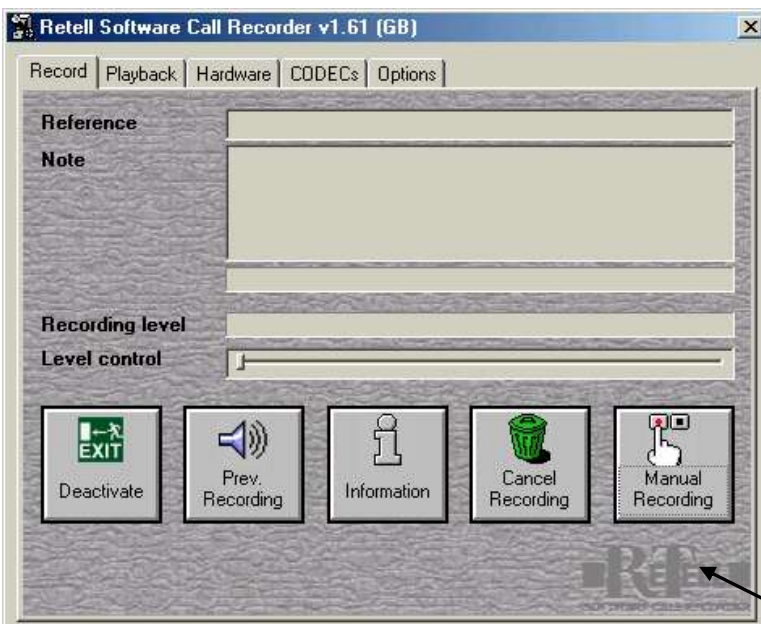 Retell Software Call Recorder v1.61 (GB)
Record Playback Hardware CODECs Options
Reference
Note
Recording level
Level control
EXIT
Deactivate
Prev.
Recording
Information
Cancel
Recording
Manual
Recording